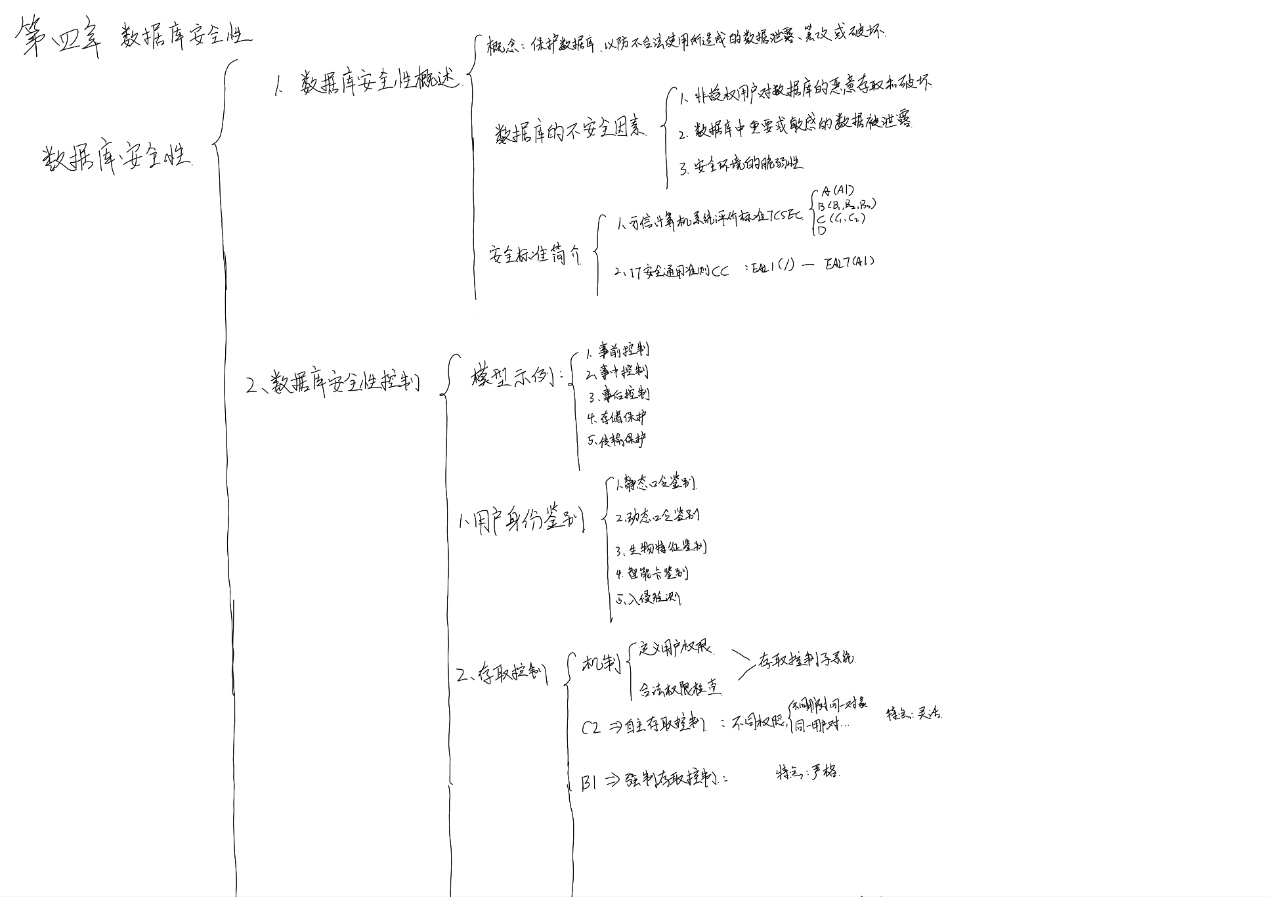 第四章 数据库安全性
数据库安全性
1. 数据库安全性概述
概念：保护数据库，以防不合法使用所造成的数据泄露、篡改或破坏.
数据库的不安全因素
1. 非授权用户对数据库的恶意存取和破坏
2. 数据库中重要或敏感的数据被泄露
3. 安全环境的脆弱性
安全标准简介
1. 可信计算机系统评价标准TCSEC
A (A1)
B (B1, B2, B3)
C (C1, C2)
D
2. IT安全通用准则CC ：EAL1(/) — EAL7(A1)
2、数据库安全性控制
模型示例：
1. 事前控制
2. 事中控制
3. 事后控制
4. 存储保护
5. 传输保护
1. 用户身份鉴别
1. 静态口令鉴别
2. 动态口令鉴别
3. 生物特征鉴别
4. 智能卡鉴别
5. 入侵检测
2、存取控制
机制
定义用户权限
合法权限检查
存取控制子系统
C2 ⇒ 自主存取控制：不同权限
不同用户对同一对象
同一用户对...
特点：灵活
B1 ⇒ 强制存取控制： 特点：严格